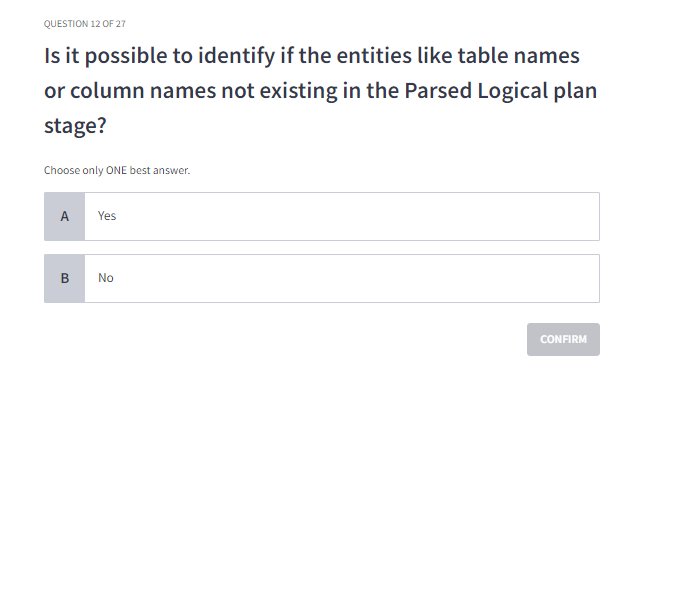 QUESTION 12 OF 27
Is it possible to identify if the entities like table names
or column names not existing in the Parsed Logical plan
stage?
Choose only ONE best answer.
A Yes
B No
CONFIRM